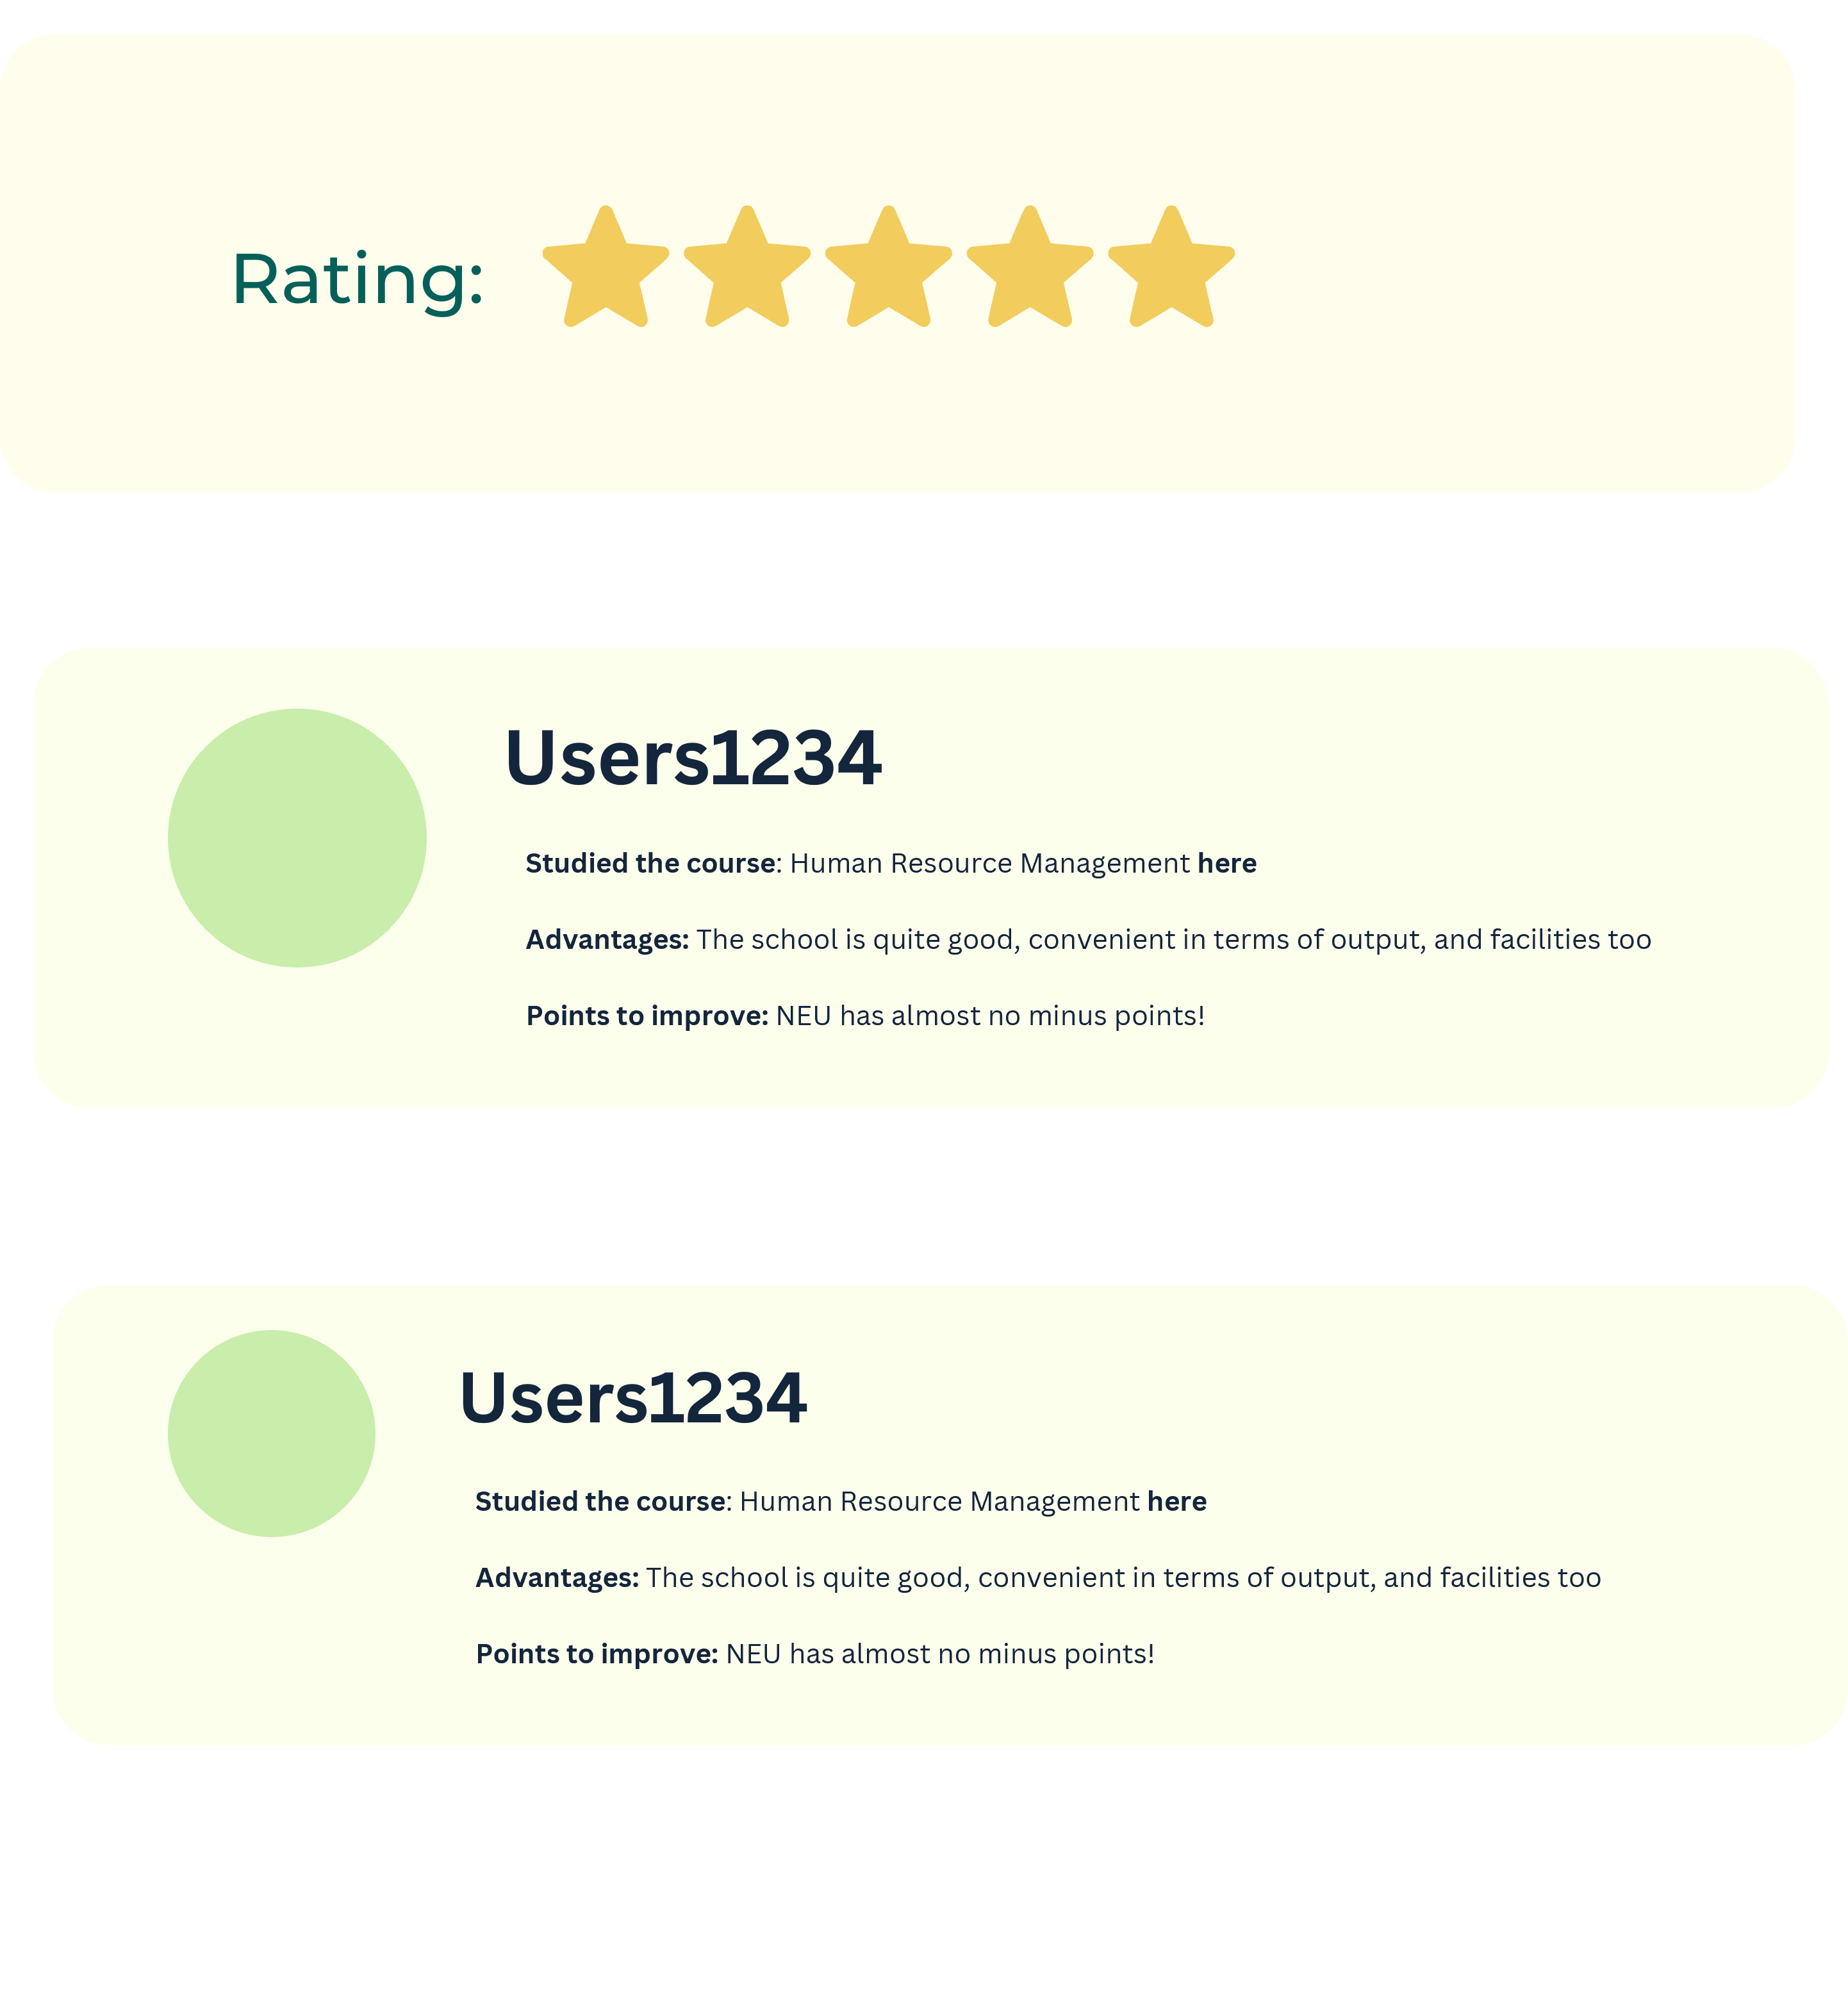 Rating:
Users1234
Studied the course: Human Resource Management here
Advantages: The school is quite good, convenient in terms of output, and facilities too
Points to improve: NEU has almost no minus points!
Users1234
Studied the course: Human Resource Management here
Advantages: The school is quite good, convenient in terms of output, and facilities too
Points to improve: NEU has almost no minus points!